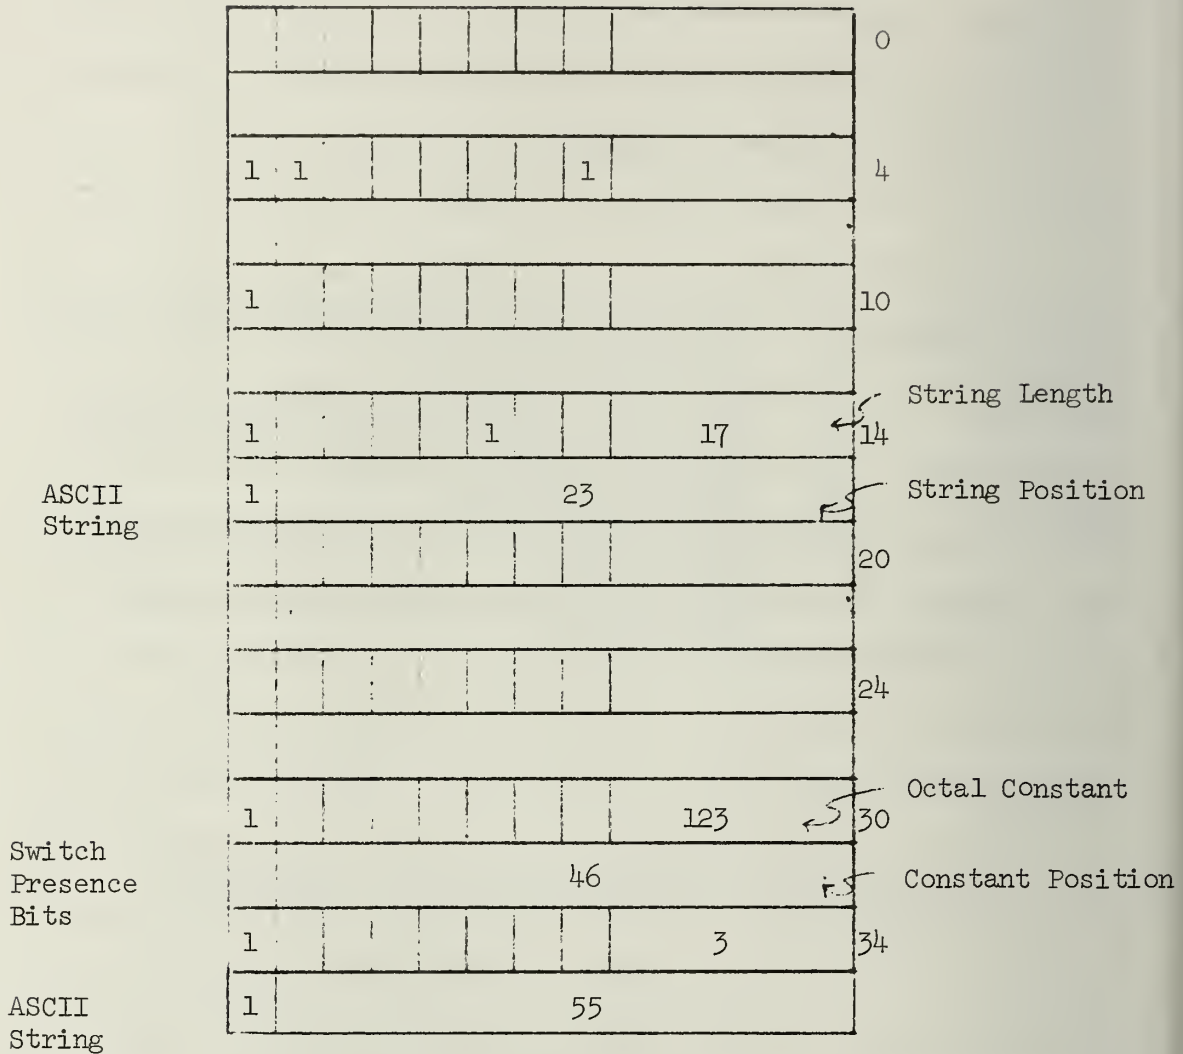 0
1 1 1 4
1 10
String Length
1 1 17 14
ASCII
String
1 23 String Position
20
24
Octal Constant
1 123 30
Switch
Presence
Bits
46 Constant Position
1 3 34
ASCII
String
1 55